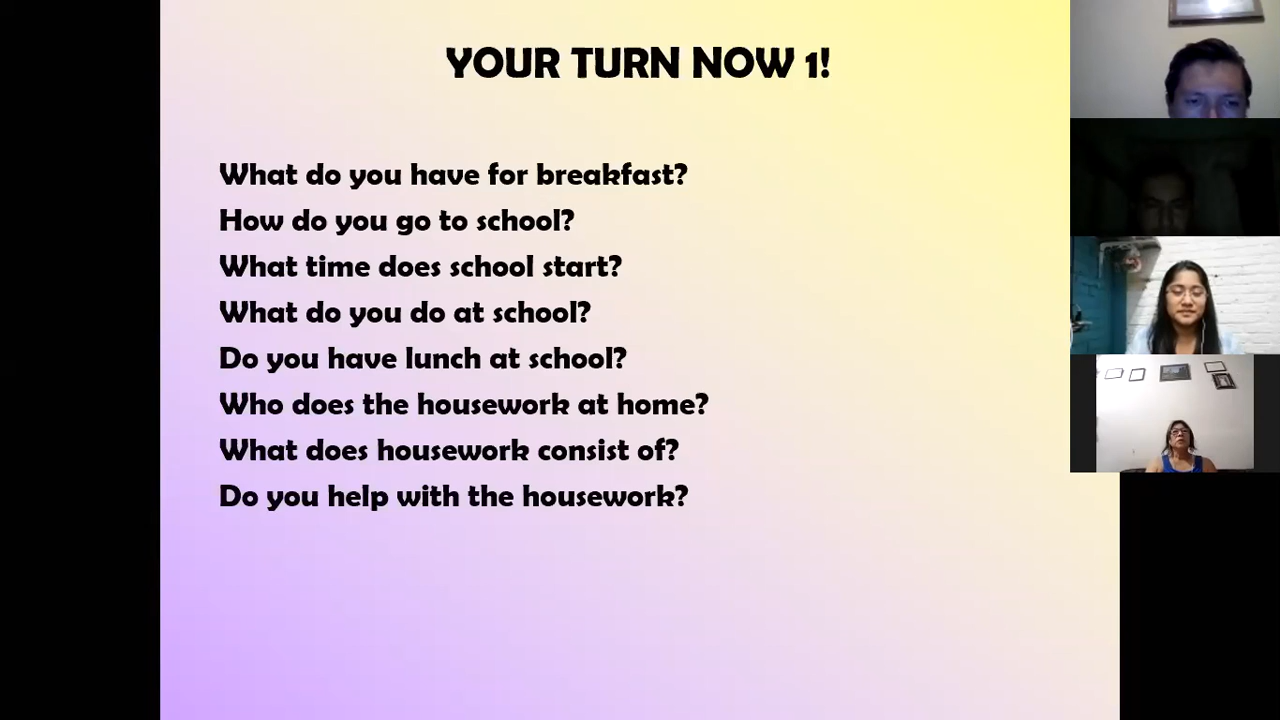 YOUR TURN NOW 1!
What do you have for breakfast?
How do you go to school?
What time does school start?
What do you do at school?
Do you have lunch at school?
Who does the housework at home?
What does housework consist of?
Do you help with the housework?